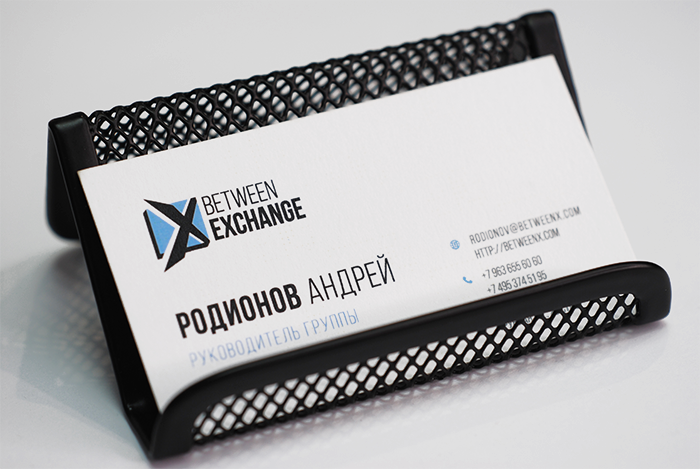 BETWEEN
EXCHANGE
РОДИОНОВ АНДРЕЙ
РУКОВОДИТЕЛЬ ГРУППЫ
RODIONOV@BETWEENX.COM
HTTP://BETWEENX.COM
+7 963 655 60 60
+7 495 374 51 95